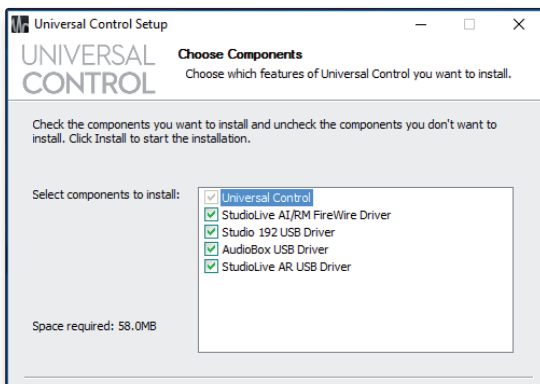 Universal Control Setup
UNIVERSAL
CONTROL
Choose Components
Choose which features of Universal Control you want to install.
Check the components you want to install and uncheck the components you don't want to
install. Click Install to start the installation.
Select components to install:
Universal Control
StudioLive AI/RM FireWire Driver
Studio 192 USB Driver
AudioBox USB Driver
StudioLive AR USB Driver
Space required: 58.0MB